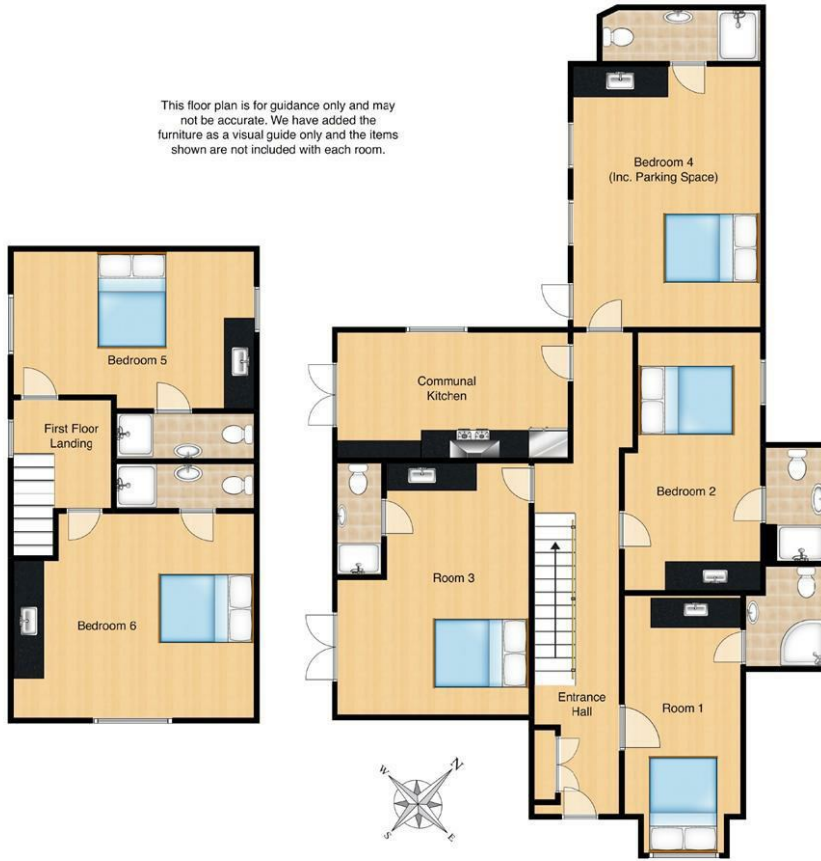 This floor plan is for guidance only and may
not be accurate. We have added the
furniture as a visual guide only and the items
shown are not included with each room.
Bedroom 4
(Inc. Parking Space)
Bedroom 5
Communal
Kitchen
First Floor
Landing
Bedroom 2
Room 3
Bedroom 6
Entrance
Hall
Room 1
W
N
S
E